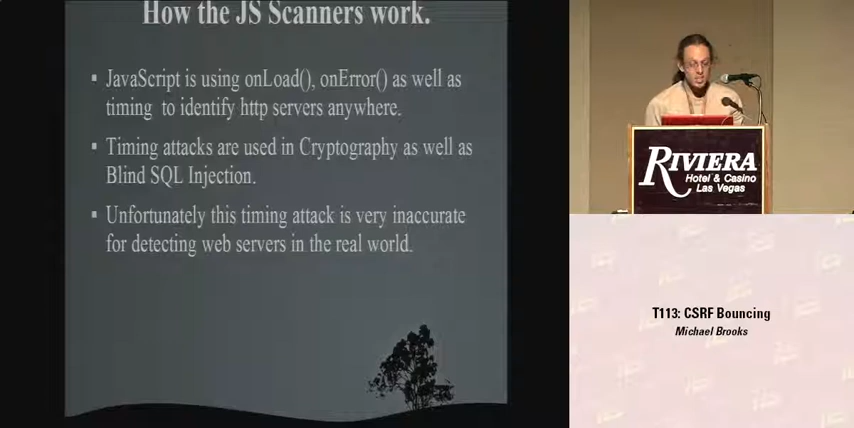 How the JS Scanners work.
▪ JavaScript is using onLoad(), onError() as well as
timing to identify http servers anywhere.
▪ Timing attacks are used in Cryptography as well as
Blind SQL Injection.
▪ Unfortunately this timing attack is very inaccurate
for detecting web servers in the real world.
RIVIERA
Hotel & Casino
Las Vegas
T113: CSRF Bouncing
Michael Brooks